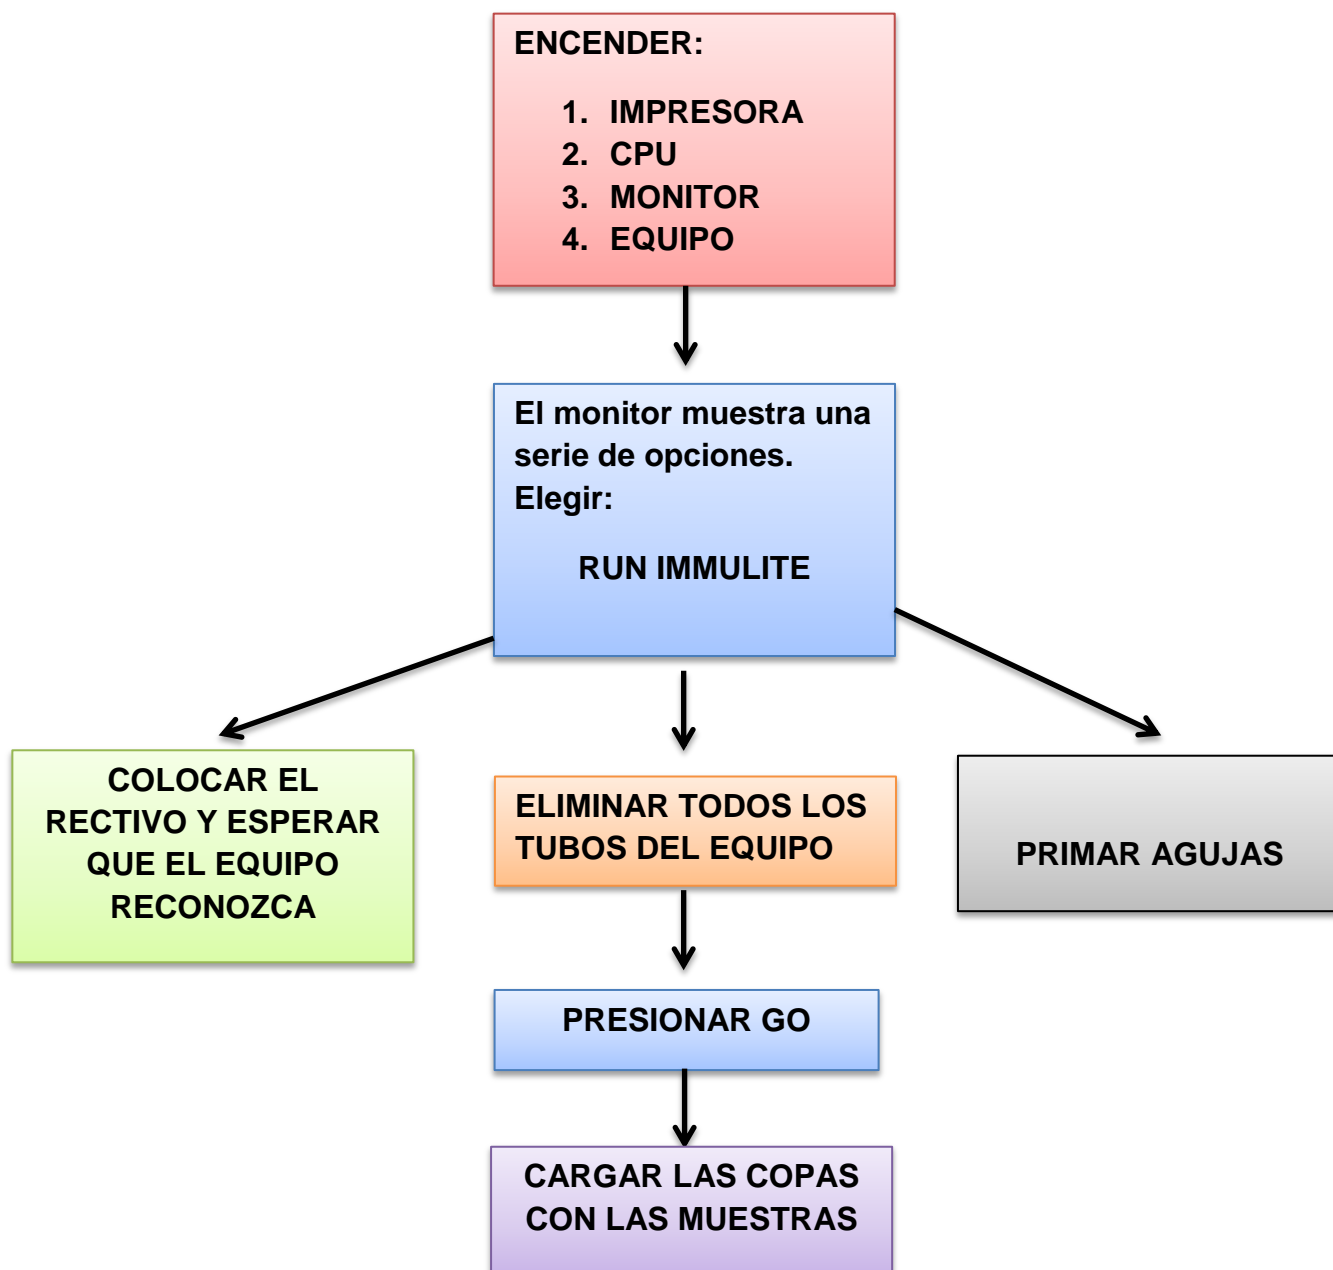 ENCENDER:
1. IMPRESORA
2. CPU
3. MONITOR
4. EQUIPO
El monitor muestra una
serie de opciones.
Elegir:
RUN IMMULITE
COLOCAR EL
RECTIVO Y ESPERAR
QUE EL EQUIPO
RECONOZCA
ELIMINAR TODOS LOS
TUBOS DEL EQUIPO
PRIMAR AGUJAS
PRESIONAR GO
CARGAR LAS COPAS
CON LAS MUESTRAS